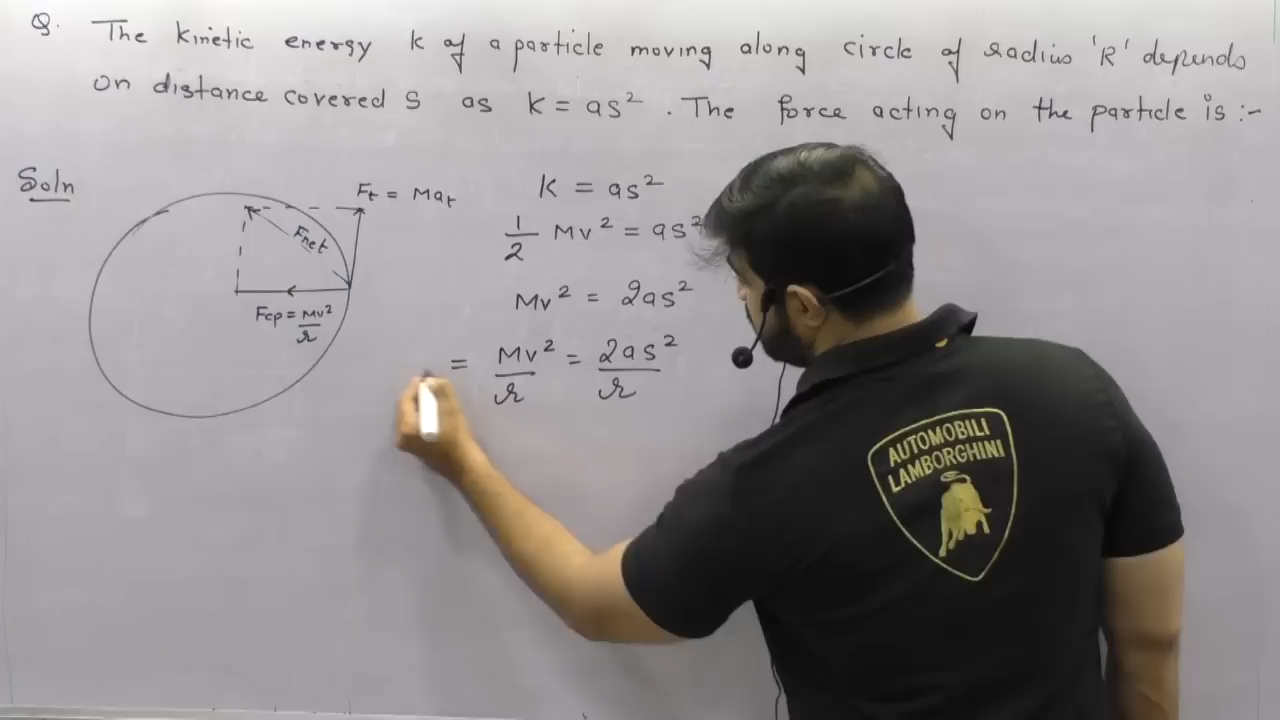 Q. The kinetic energy K of a particle moving along circle of radius 'R' depends
on distance covered S as K = as². The force acting on the particle is :-
Soln
Ft = Mat
Fnet
Fcp = Mv²/r
K = as²
1/2 Mv² = as²
Mv² = 2as²
= Mv²/r = 2as²/r
AUTOMOBILI
LAMBORGHINI